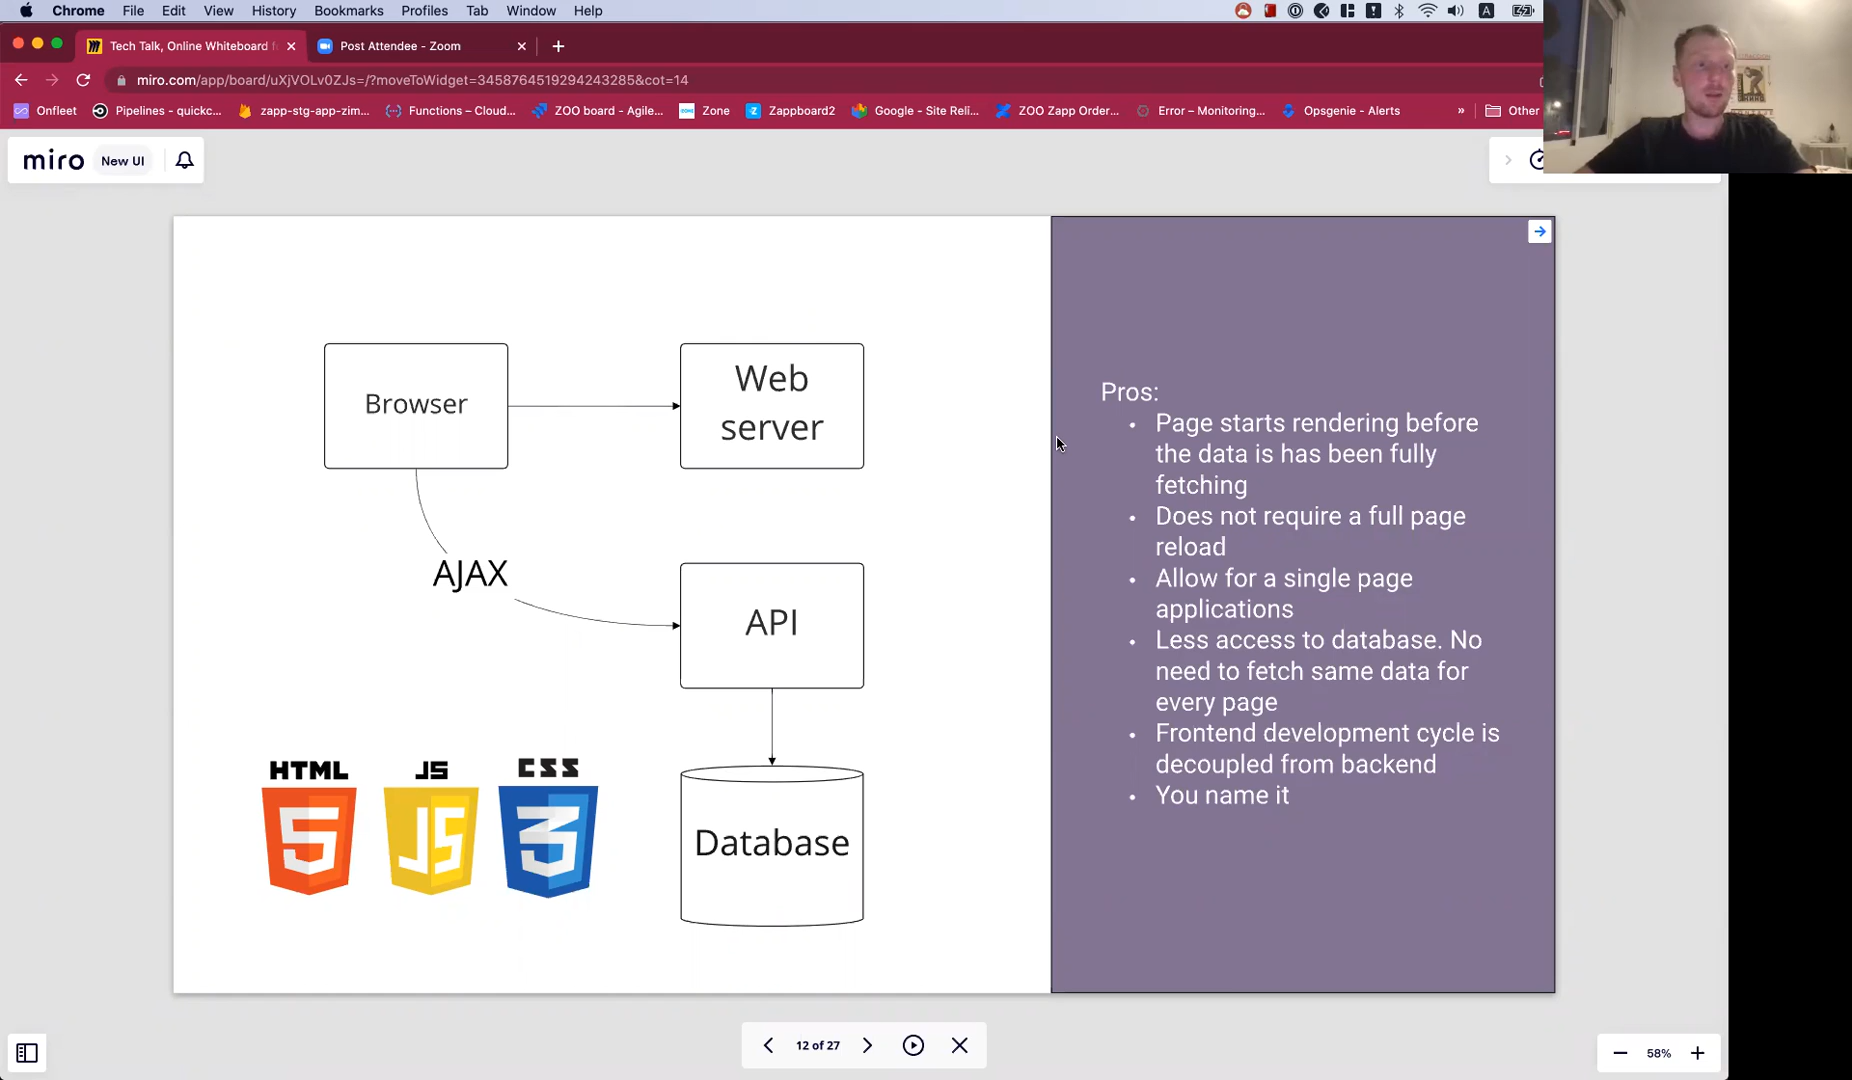 Chrome File Edit View History Bookmarks Profiles Tab Window Help
Tech Talk, Online Whiteboard f
Post Attendee - Zoom
miro.com/app/board/uXjVOLv0ZJs=/?moveToWidget=3458764519294243285&cot=14
Onfleet
Pipelines - quickc...
zapp-stg-app-zim...
Functions – Cloud...
ZOO board - Agile...
Zone
Zappboard2
Google - Site Reli...
ZOO Zapp Order...
Error – Monitoring...
Opsgenie - Alerts
»
Other
miro New UI
Browser
Web
server
AJAX
API
Database
HTML
5
JS
JS
CSS
3
Pros:
• Page starts rendering before
the data is has been fully
fetching
• Does not require a full page
reload
• Allow for a single page
applications
• Less access to database. No
need to fetch same data for
every page
• Frontend development cycle is
decoupled from backend
• You name it
12 of 27
58%